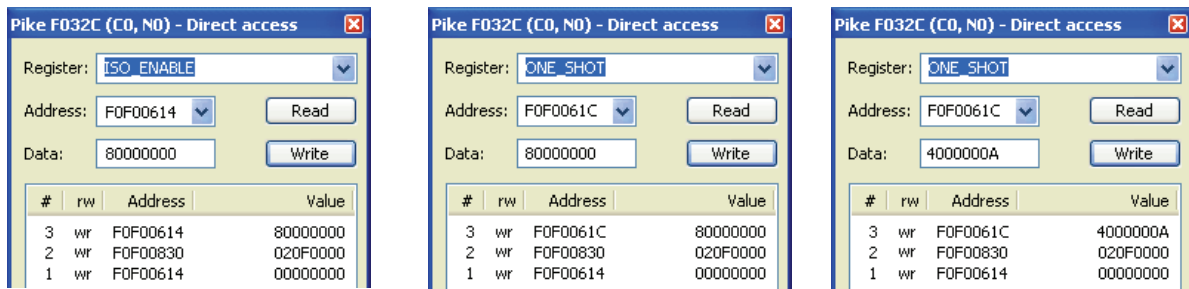 Pike F032C (C0, N0) - Direct access
Register: ISO_ENABLE
Address: F0F00614 Read
Data: 80000000 Write
# rw Address Value
3 wr F0F00614 80000000
2 wr F0F00830 020F0000
1 wr F0F00614 00000000
Pike F032C (C0, N0) - Direct access
Register: ONE_SHOT
Address: F0F0061C Read
Data: 80000000 Write
# rw Address Value
3 wr F0F0061C 80000000
2 wr F0F00830 020F0000
1 wr F0F00614 00000000
Pike F032C (C0, N0) - Direct access
Register: ONE_SHOT
Address: F0F0061C Read
Data: 4000000A Write
# rw Address Value
3 wr F0F0061C 4000000A
2 wr F0F00830 020F0000
1 wr F0F00614 00000000